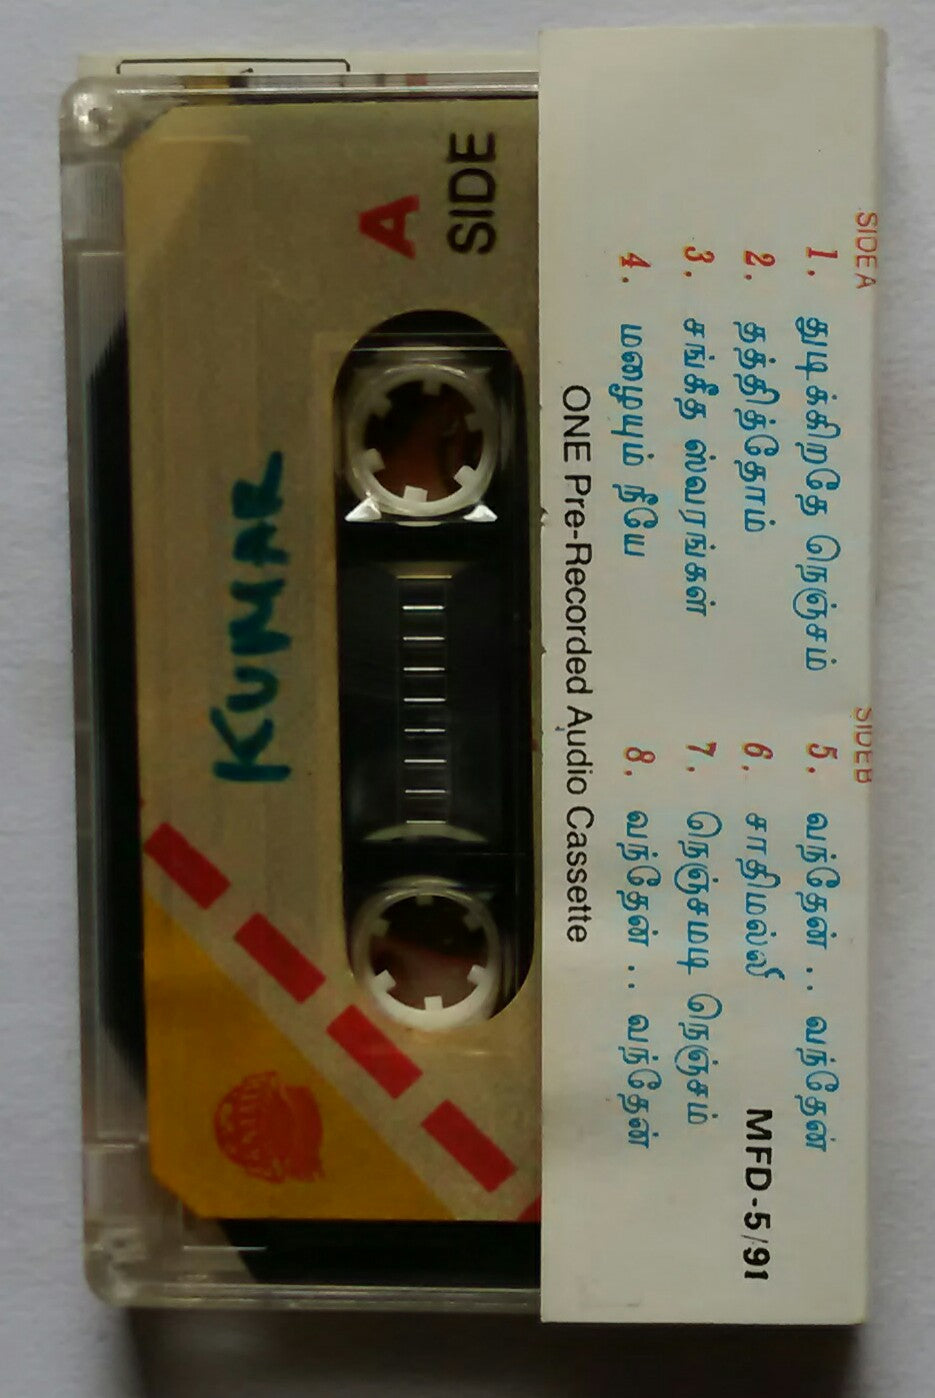 SIDE A
1. துடிக்கிறதே நெஞ்சம்
2. தத்தித்தோம்
3. சங்கீத ஸ்வரங்கள்
4. மழையும் நீயே
SIDE B
5. வந்தேன் .. வந்தேன்
6. சாதிமல்லி
7. நெஞ்சமடி நெஞ்சம்
8. வந்தேன் .. வந்தேன்
MFD-5/91
ONE Pre-Recorded Audio Cassette
SIDE
A
KUMAR